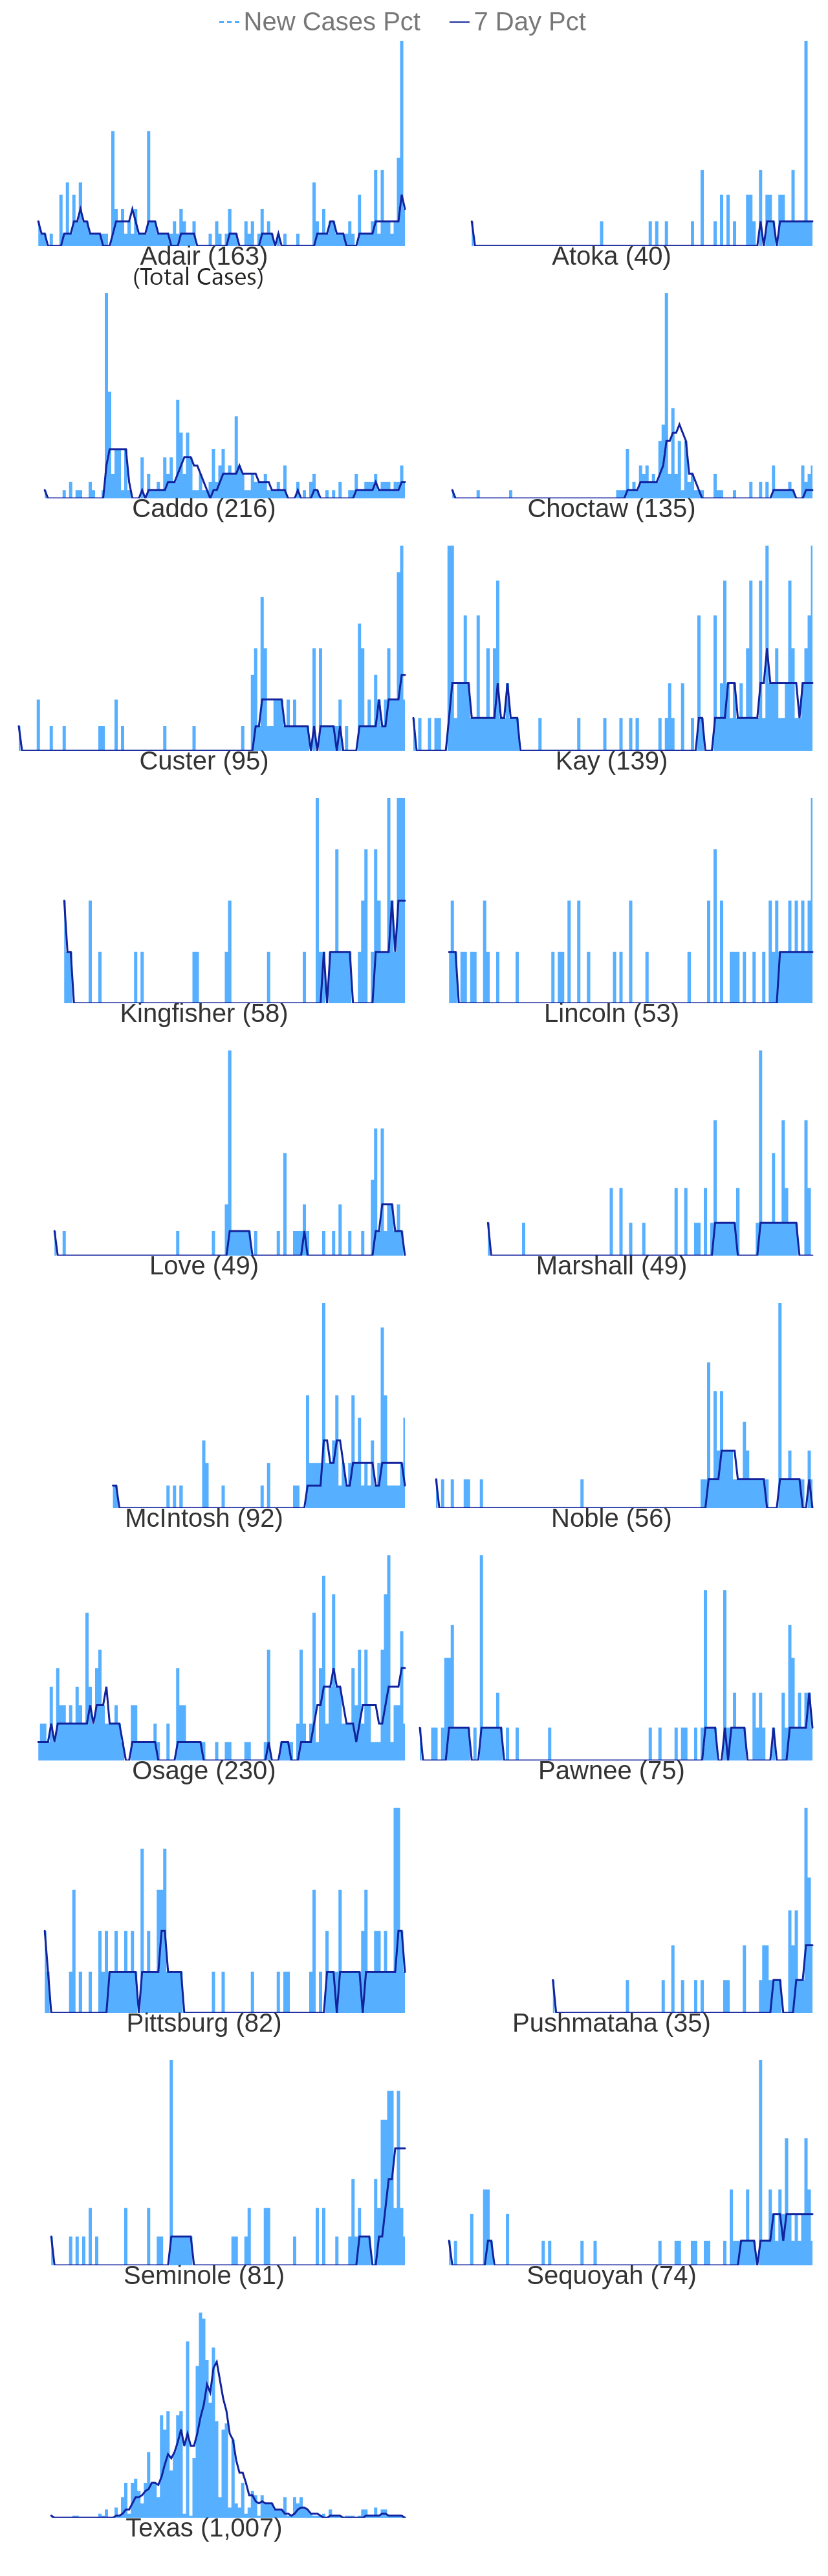 New Cases Pct 7 Day Pct
Adair (163) Atoka (40)
(Total Cases)
Caddo (216) Choctaw (135)
Custer (95) Kay (139)
Kingfisher (58) Lincoln (53)
Love (49) Marshall (49)
McIntosh (92) Noble (56)
Osage (230) Pawnee (75)
Pittsburg (82) Pushmataha (35)
Seminole (81) Sequoyah (74)
Texas (1,007)